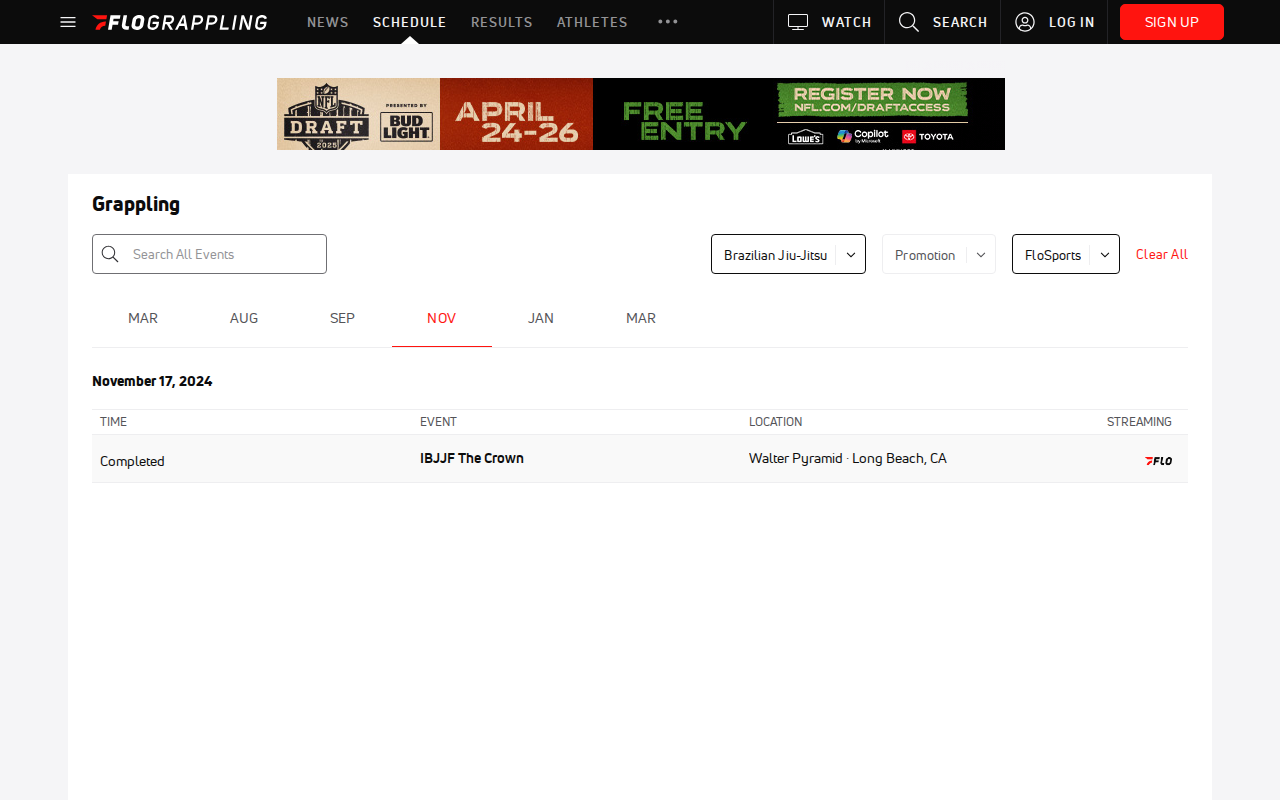 FLOGRAPPLING NEWS SCHEDULE RESULTS ATHLETES WATCH SEARCH LOG IN SIGN UP
NFL DRAFT 2025 PRESENTED BY BUD LIGHT APRIL 24-26 FREE ENTRY REGISTER NOW NFL.COM/DRAFTACCESS
LOWE'S Copilot by Microsoft TOYOTA
Grappling
Search All Events Brazilian Jiu-Jitsu Promotion FloSports Clear All
MAR AUG SEP NOV JAN MAR
November 17, 2024
TIME EVENT LOCATION STREAMING
Completed IBJJF The Crown Walter Pyramid · Long Beach, CA FLO